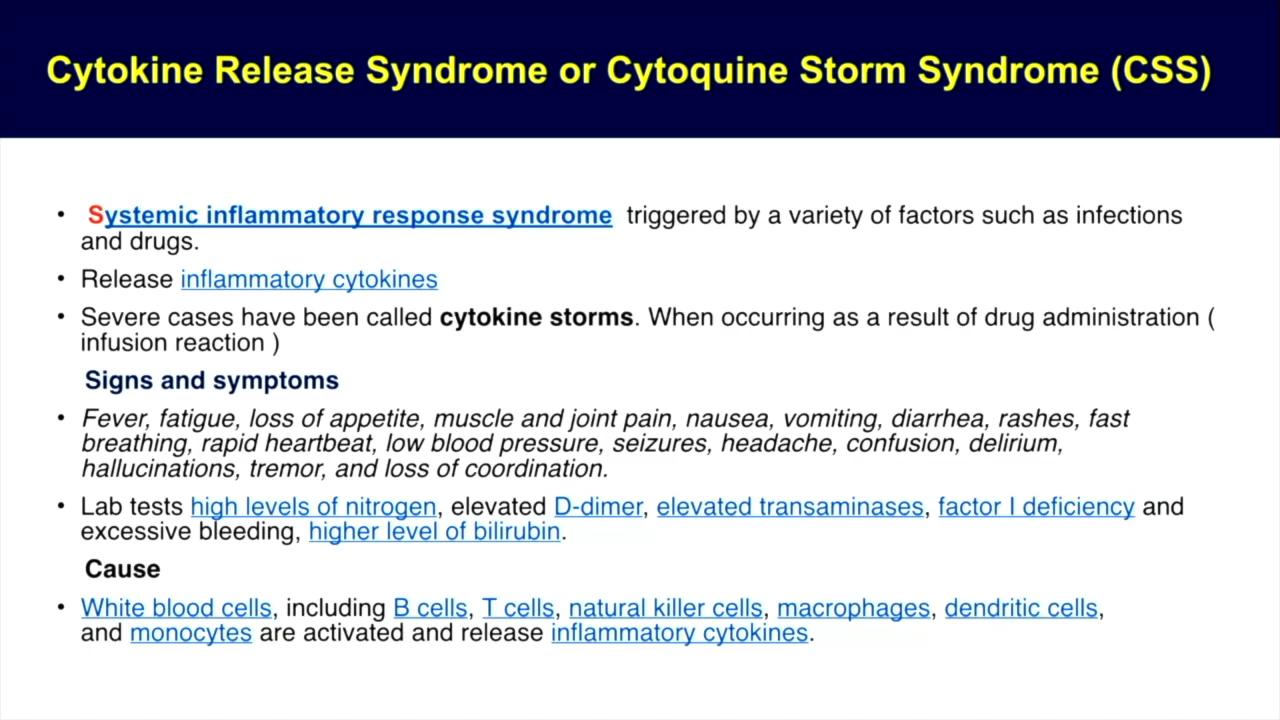 Cytokine Release Syndrome or Cytoquine Storm Syndrome (CSS)
• Systemic inflammatory response syndrome triggered by a variety of factors such as infections
and drugs.
• Release inflammatory cytokines
• Severe cases have been called cytokine storms. When occurring as a result of drug administration (
infusion reaction )
Signs and symptoms
• Fever, fatigue, loss of appetite, muscle and joint pain, nausea, vomiting, diarrhea, rashes, fast
breathing, rapid heartbeat, low blood pressure, seizures, headache, confusion, delirium,
hallucinations, tremor, and loss of coordination.
• Lab tests high levels of nitrogen, elevated D-dimer, elevated transaminases, factor I deficiency and
excessive bleeding, higher level of bilirubin.
Cause
• White blood cells, including B cells, T cells, natural killer cells, macrophages, dendritic cells,
and monocytes are activated and release inflammatory cytokines.